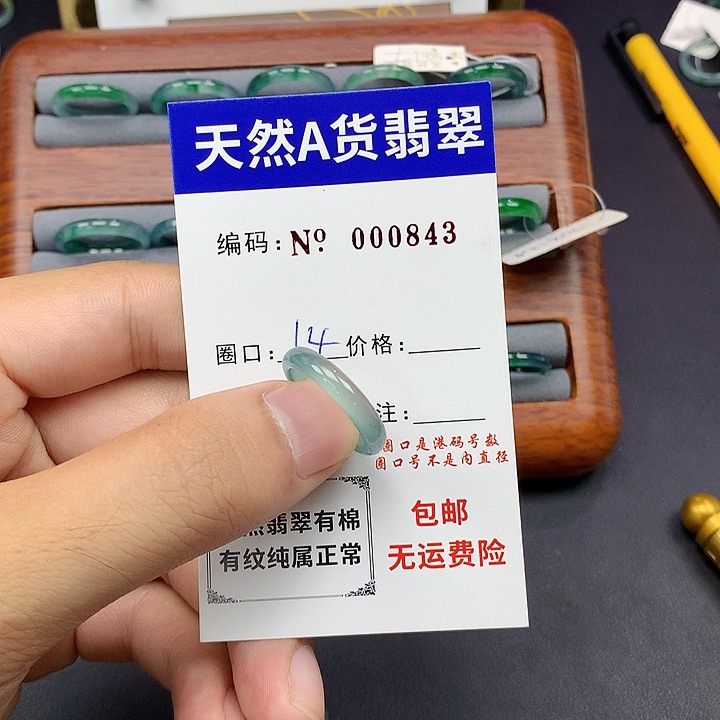 天然A货翡翠
编码: Nº 000843
圈口: 14 价格:
注:
圈口是港码号数
圈口号不是内直径
然翡翠有棉
有纹纯属正常
包邮
无运费险